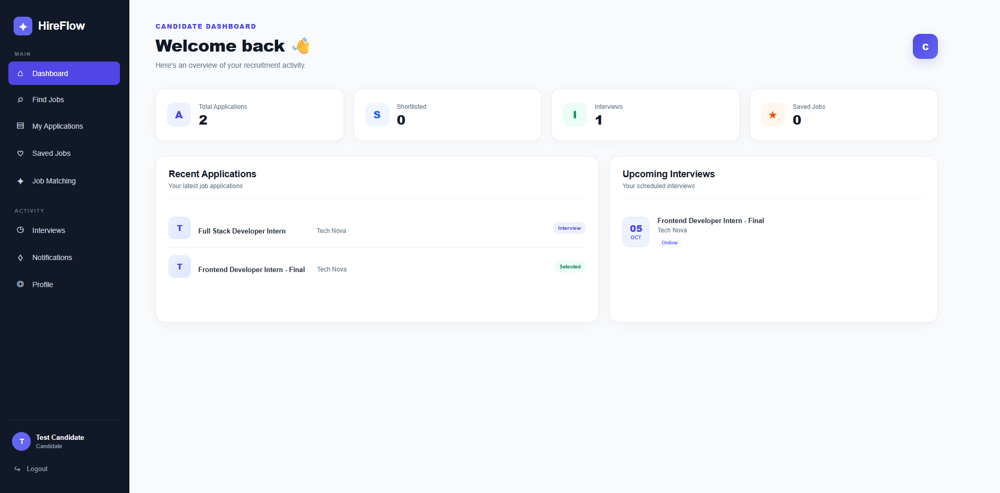 HireFlow
MAIN
Dashboard
Find Jobs
My Applications
Saved Jobs
Job Matching
ACTIVITY
Interviews
Notifications
Profile
T
Test Candidate
Candidate
Logout
CANDIDATE DASHBOARD
Welcome back 👋
Here's an overview of your recruitment activity.
C
A
Total Applications
2
S
Shortlisted
0
I
Interviews
1
Saved Jobs
0
Recent Applications
Your latest job applications
T Full Stack Developer Intern Tech Nova Interview
T Frontend Developer Intern - Final Tech Nova Selected
Upcoming Interviews
Your scheduled interviews
05
OCT
Frontend Developer Intern - Final
Tech Nova
Online